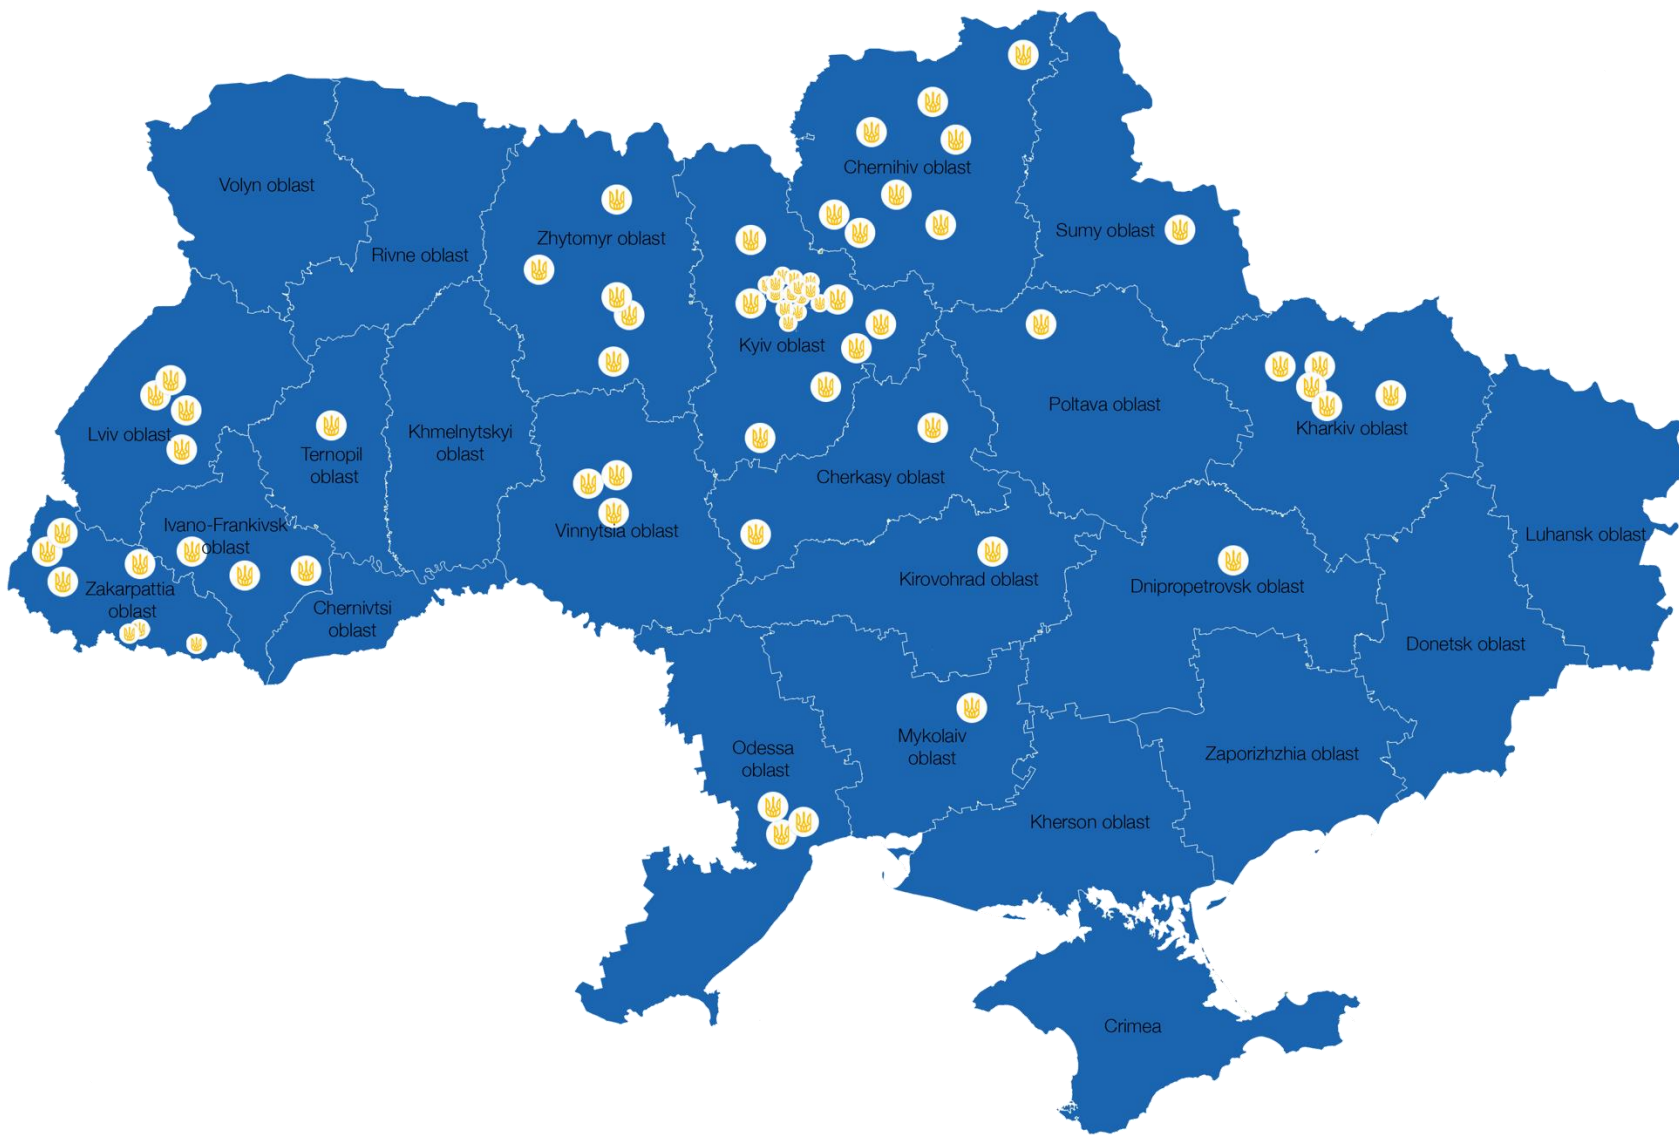 Chernihiv oblast
Volyn oblast
Rivne oblast
Zhytomyr oblast
Sumy oblast
Kyiv oblast
Lviv oblast
Ternopil
oblast
Khmelnytskyi
oblast
Poltava oblast
Kharkiv oblast
Cherkasy oblast
Ivano-Frankivsk
oblast
Vinnytsia oblast
Luhansk oblast
Zakarpattia
oblast
Chernivtsi
oblast
Kirovohrad oblast
Dnipropetrovsk oblast
Donetsk oblast
Odessa
oblast
Mykolaiv
oblast
Zaporizhzhia oblast
Kherson oblast
Crimea